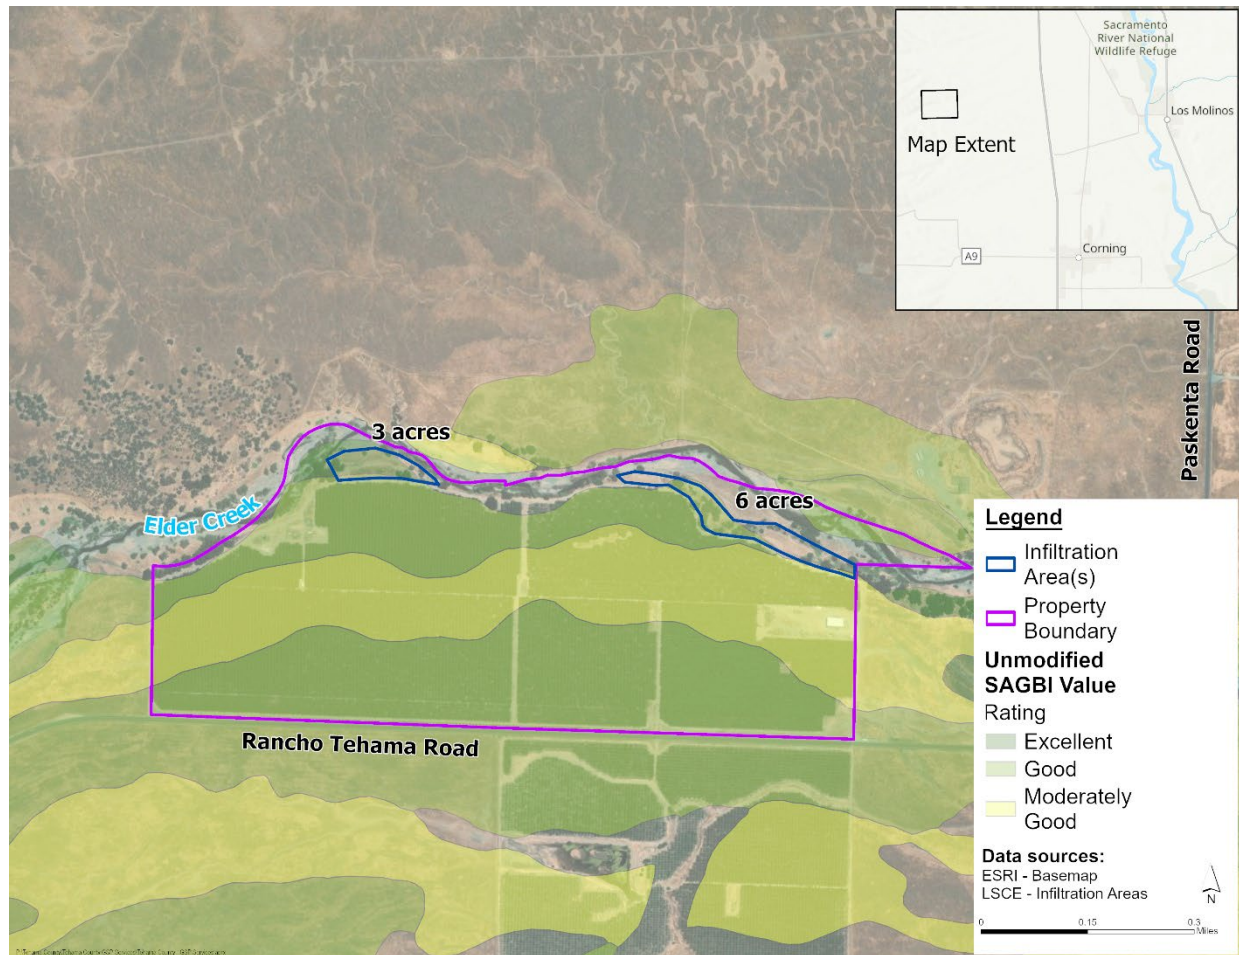 Sacramento
River National
Wildlife Refuge
Los Molinos
Map Extent
Corning
A9
Paskenta Road
3 acres
6 acres
Elder Creek
Rancho Tehama Road
Legend
Infiltration
Area(s)
Property
Boundary
Unmodified
SAGBI Value
Rating
Excellent
Good
Moderately
Good
Data sources:
ESRI - Basemap
LSCE - Infiltration Areas
N
0 0.15 0.3
Miles